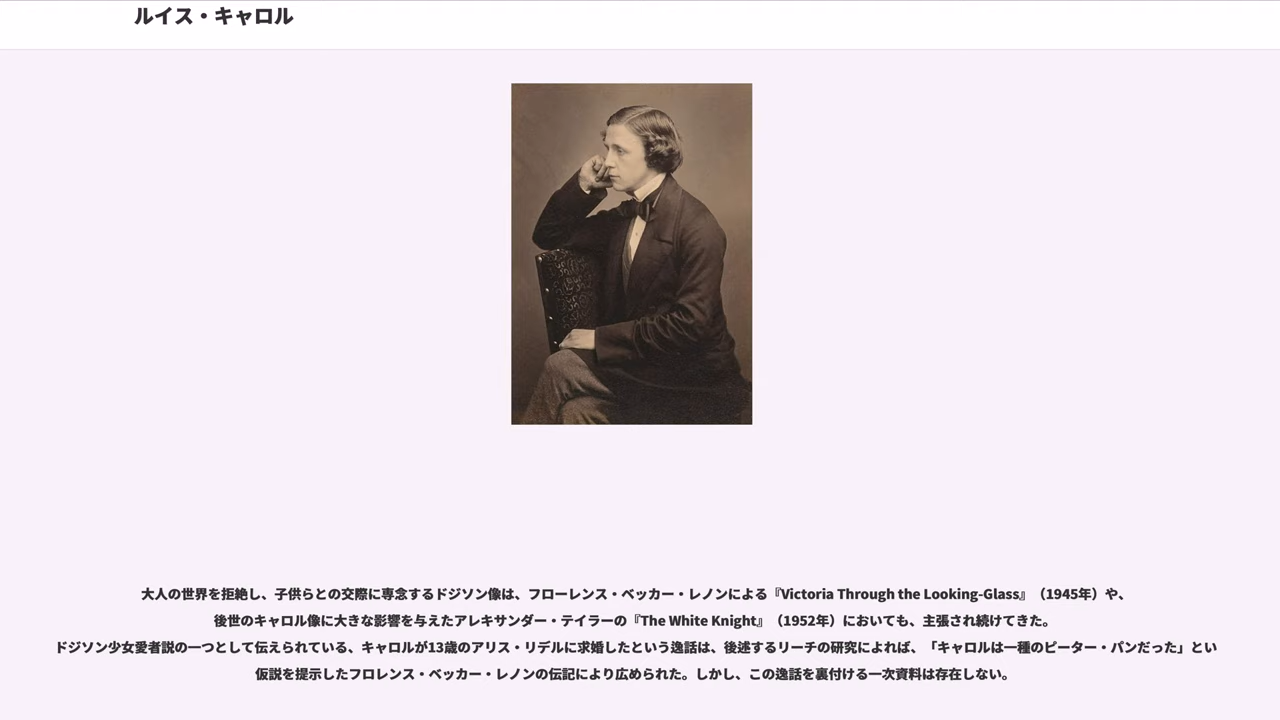 ルイス・キャロル
大人の世界を拒絶し、子供らとの交際に専念するドジソン像は、フローレンス・ベッカー・レノンによる『Victoria Through the Looking-Glass』（1945年）や、
後世のキャロル像に大きな影響を与えたアレキサンダー・テイラーの『The White Knight』（1952年）においても、主張され続けてきた。
ドジソン少女愛者説の一つとして伝えられている、キャロルが13歳のアリス・リデルに求婚したという逸話は、後述するリーチの研究によれば、「キャロルは一種のピーター・パンだった」とい
仮説を提示したフロレンス・ベッカー・レノンの伝記により広められた。しかし、この逸話を裏付ける一次資料は存在しない。